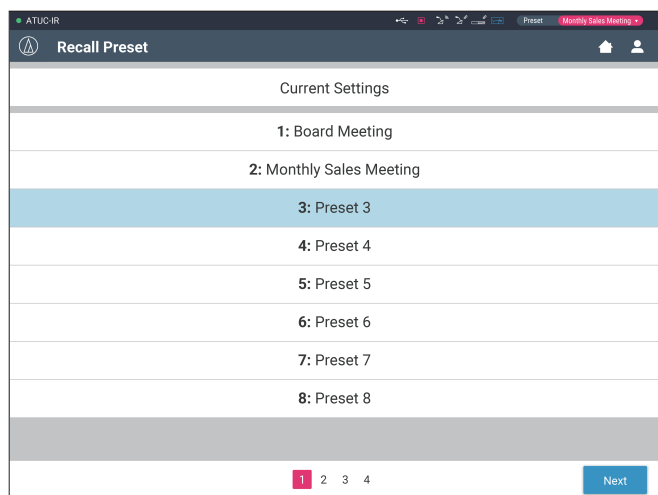 ATUC-IR
Preset Monthly Sales Meeting
Recall Preset
Current Settings
1: Board Meeting
2: Monthly Sales Meeting
3: Preset 3
4: Preset 4
5: Preset 5
6: Preset 6
7: Preset 7
8: Preset 8
1 2 3 4
Next